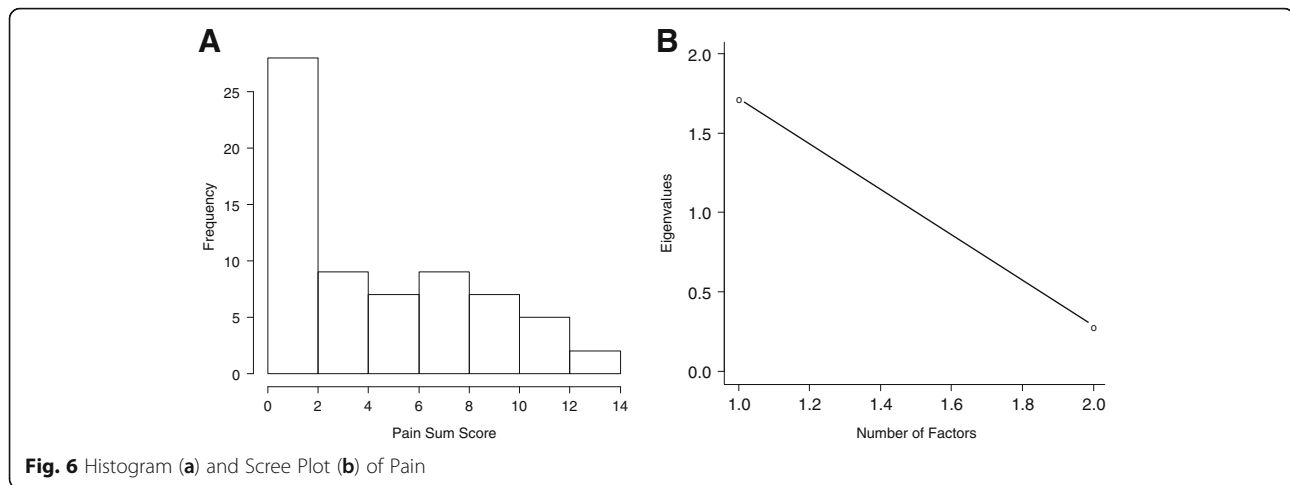 A
25
20
15
10
5
0
Frequency
0 2 4 6 8 10 12 14
Pain Sum Score
B
2.0
1.5
1.0
0.5
0.0
Eigenvalues
1.0 1.2 1.4 1.6 1.8 2.0
Number of Factors
Fig. 6 Histogram (a) and Scree Plot (b) of Pain